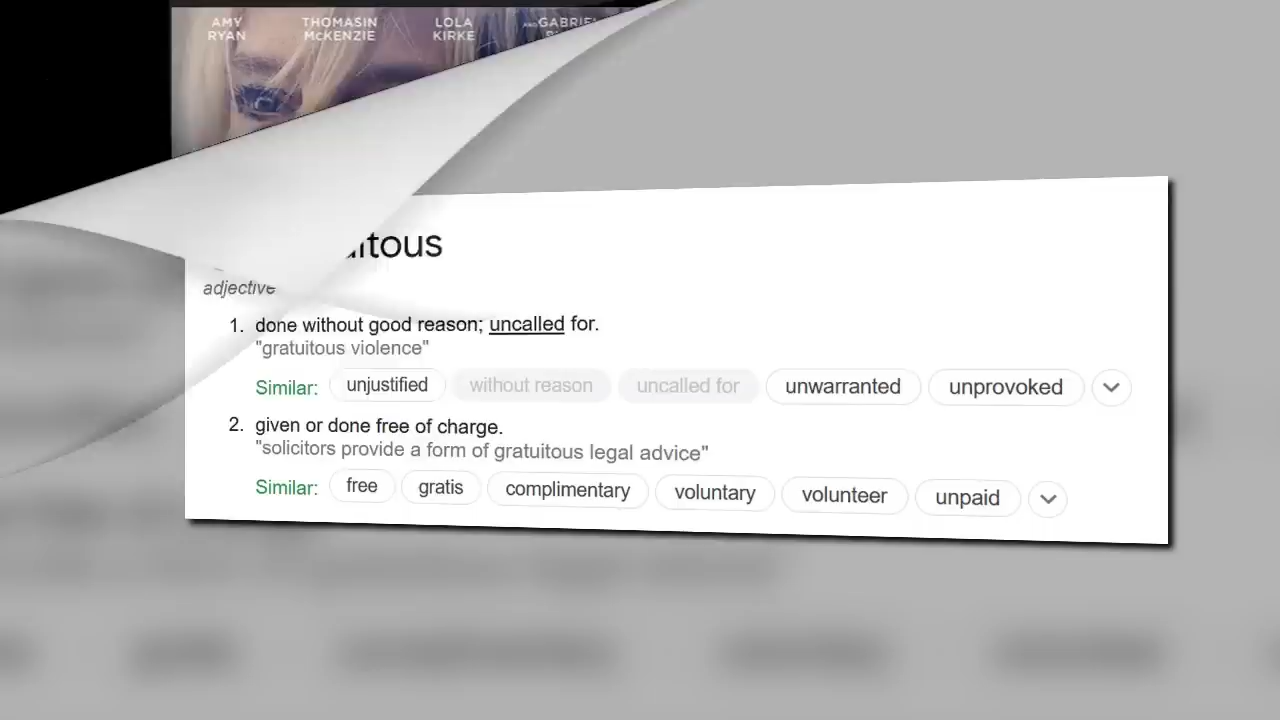 AMY THOMASIN LOLA
RYAN McKENZIE KIRKE
adjective
1. done without good reason; uncalled for.
"gratuitous violence"
Similar: unjustified without reason uncalled for unwarranted unprovoked
2. given or done free of charge.
"solicitors provide a form of gratuitous legal advice"
Similar: free gratis complimentary voluntary volunteer unpaid